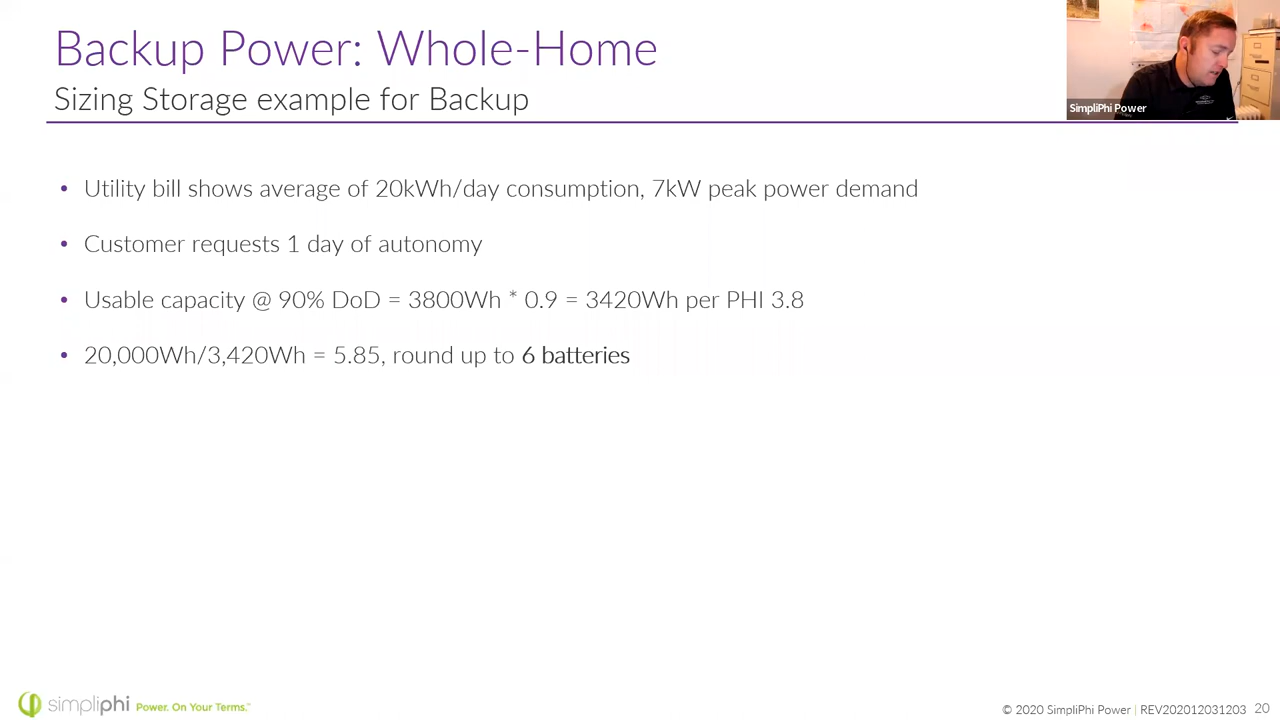 Backup Power: Whole-Home
Sizing Storage example for Backup
SimpliPhi Power
• Utility bill shows average of 20kWh/day consumption, 7kW peak power demand
• Customer requests 1 day of autonomy
• Usable capacity @ 90% DoD = 3800Wh * 0.9 = 3420Wh per PHI 3.8
• 20,000Wh/3,420Wh = 5.85, round up to 6 batteries
simpliphi Power. On Your Terms.™
© 2020 SimpliPhi Power | REV202012031203 20